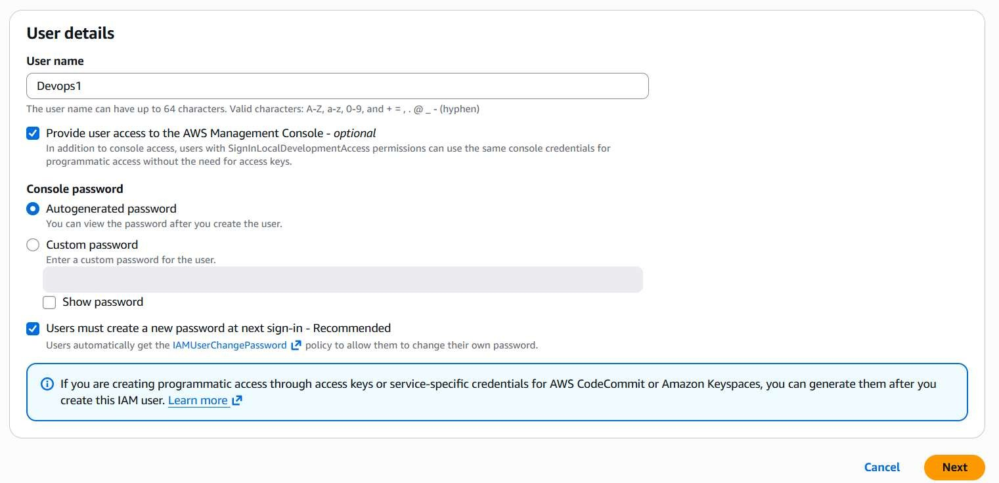 User details
User name
Devops1
The user name can have up to 64 characters. Valid characters: A-Z, a-z, 0-9, and + = , . @ _ - (hyphen)
Provide user access to the AWS Management Console - optional
In addition to console access, users with SignInLocalDevelopmentAccess permissions can use the same console credentials for
programmatic access without the need for access keys.
Console password
Autogenerated password
You can view the password after you create the user.
Custom password
Enter a custom password for the user.
Show password
Users must create a new password at next sign-in - Recommended
Users automatically get the IAMUserChangePassword policy to allow them to change their own password.
If you are creating programmatic access through access keys or service-specific credentials for AWS CodeCommit or Amazon Keyspaces, you can generate them after you
create this IAM user. Learn more
Cancel Next